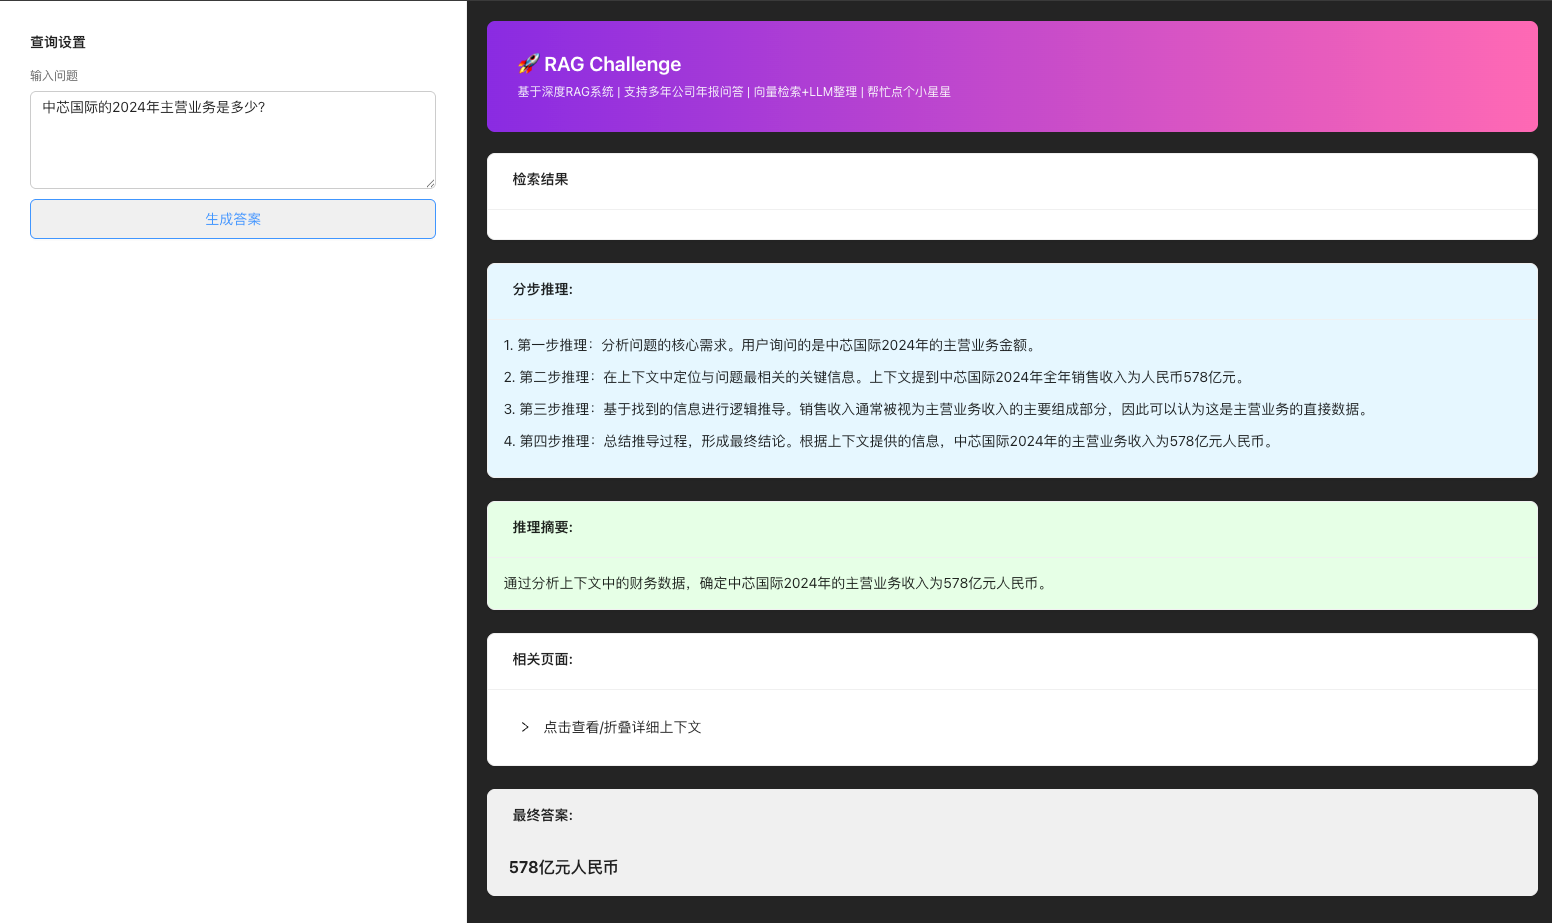 查询设置
输入问题
中芯国际的2024年主营业务是多少?
生成答案
🚀 RAG Challenge
基于深度RAG系统 | 支持多年公司年报问答 | 向量检索+LLM整理 | 帮忙点个小星星
检索结果
分步推理:
1. 第一步推理：分析问题的核心需求。用户询问的是中芯国际2024年的主营业务金额。
2. 第二步推理：在上下文中定位与问题最相关的关键信息。上下文提到中芯国际2024年全年销售收入为人民币578亿元。
3. 第三步推理：基于找到的信息进行逻辑推导。销售收入通常被视为主营业务收入的主要组成部分，因此可以认为这是主营业务的直接数据。
4. 第四步推理：总结推导过程，形成最终结论。根据上下文提供的信息，中芯国际2024年的主营业务收入为578亿元人民币。
推理摘要:
通过分析上下文中的财务数据，确定中芯国际2024年的主营业务收入为578亿元人民币。
相关页面:
点击查看/折叠详细上下文
最终答案:
578亿元人民币